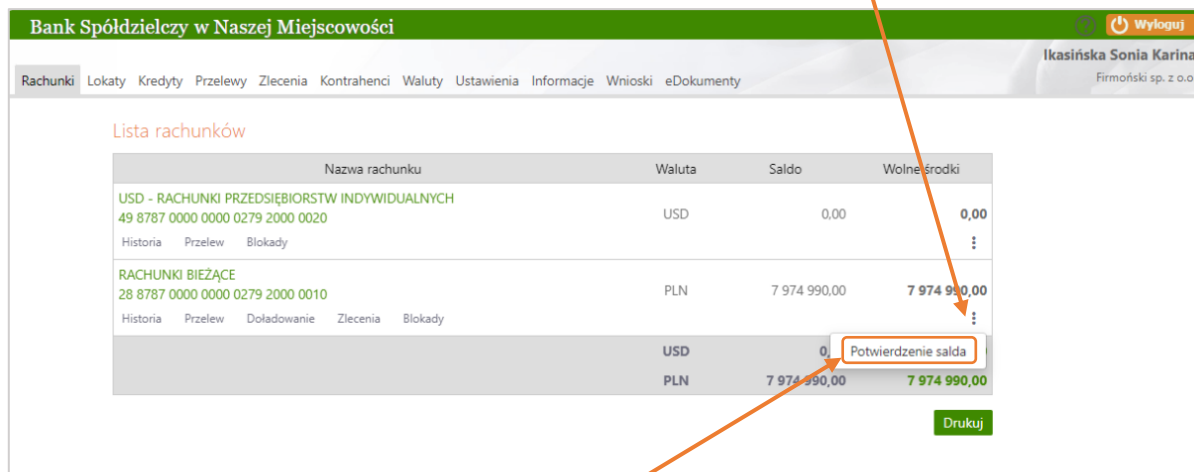 Bank Spółdzielczy w Naszej Miejscowości
Wyloguj
Ikasińska Sonia Karina
Firmoński sp. z o.o
Rachunki Lokaty Kredyty Przelewy Zlecenia Kontrahenci Waluty Ustawienia Informacje Wnioski eDokumenty
Lista rachunków
Nazwa rachunku Waluta Saldo Wolne środki
USD - RACHUNKI PRZEDSIĘBIORSTW INDYWIDUALNYCH
49 8787 0000 0000 0279 2000 0020
USD 0,00 0,00
Historia Przelew Blokady
RACHUNKI BIEŻĄCE
28 8787 0000 0000 0279 2000 0010
PLN 7 974 990,00 7 974 990,00
Historia Przelew Doładowanie Zlecenia Blokady
USD 0,
Potwierdzenie salda
PLN 7 974 990,00 7 974 990,00
Drukuj